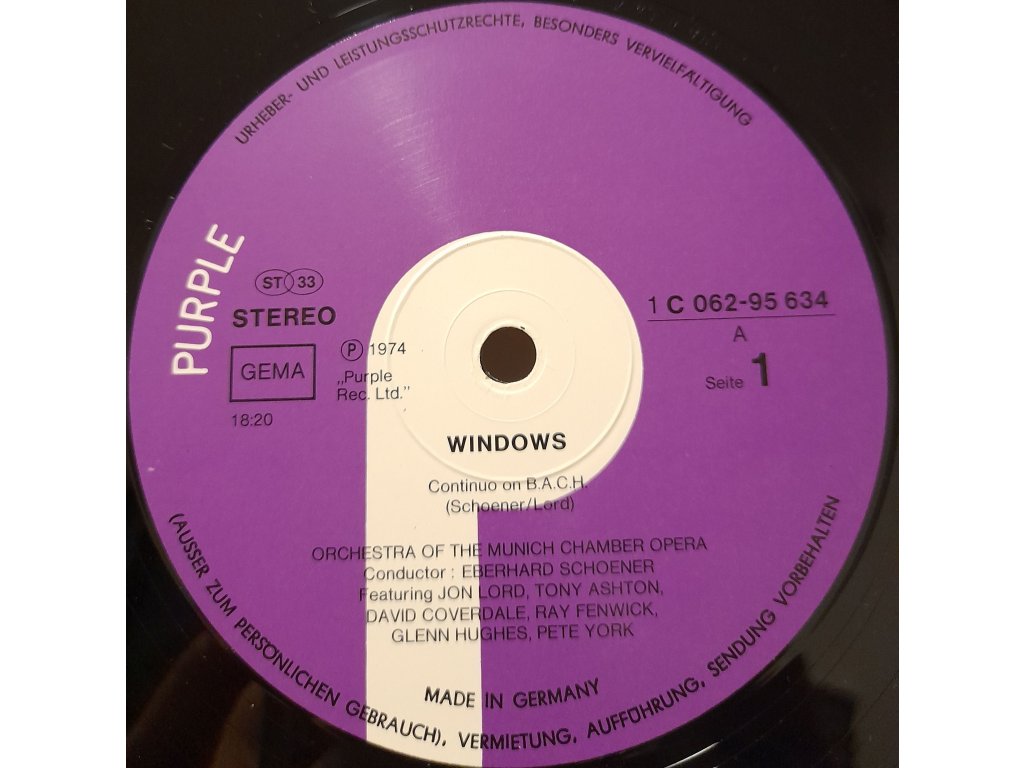 URHEBER- UND LEISTUNGSSCHUTZRECHTE, BESONDERS VERVIELFÄLTIGUNG
PURPLE
ST 33
STEREO
GEMA
18:20
P 1974
„Purple
Rec. Ltd."
1 C 062-95 634
A
Seite 1
WINDOWS
Continuo on B.A.C.H.
(Schoener/Lord)
ORCHESTRA OF THE MUNICH CHAMBER OPERA
Conductor : EBERHARD SCHOENER
Featuring JON LORD, TONY ASHTON,
DAVID COVERDALE, RAY FENWICK,
GLENN HUGHES, PETE YORK
MADE IN GERMANY
(AUSSER ZUM PERSÖNLICHEN GEBRAUCH), VERMIETUNG, AUFFÜHRUNG, SENDUNG VORBEHALTEN